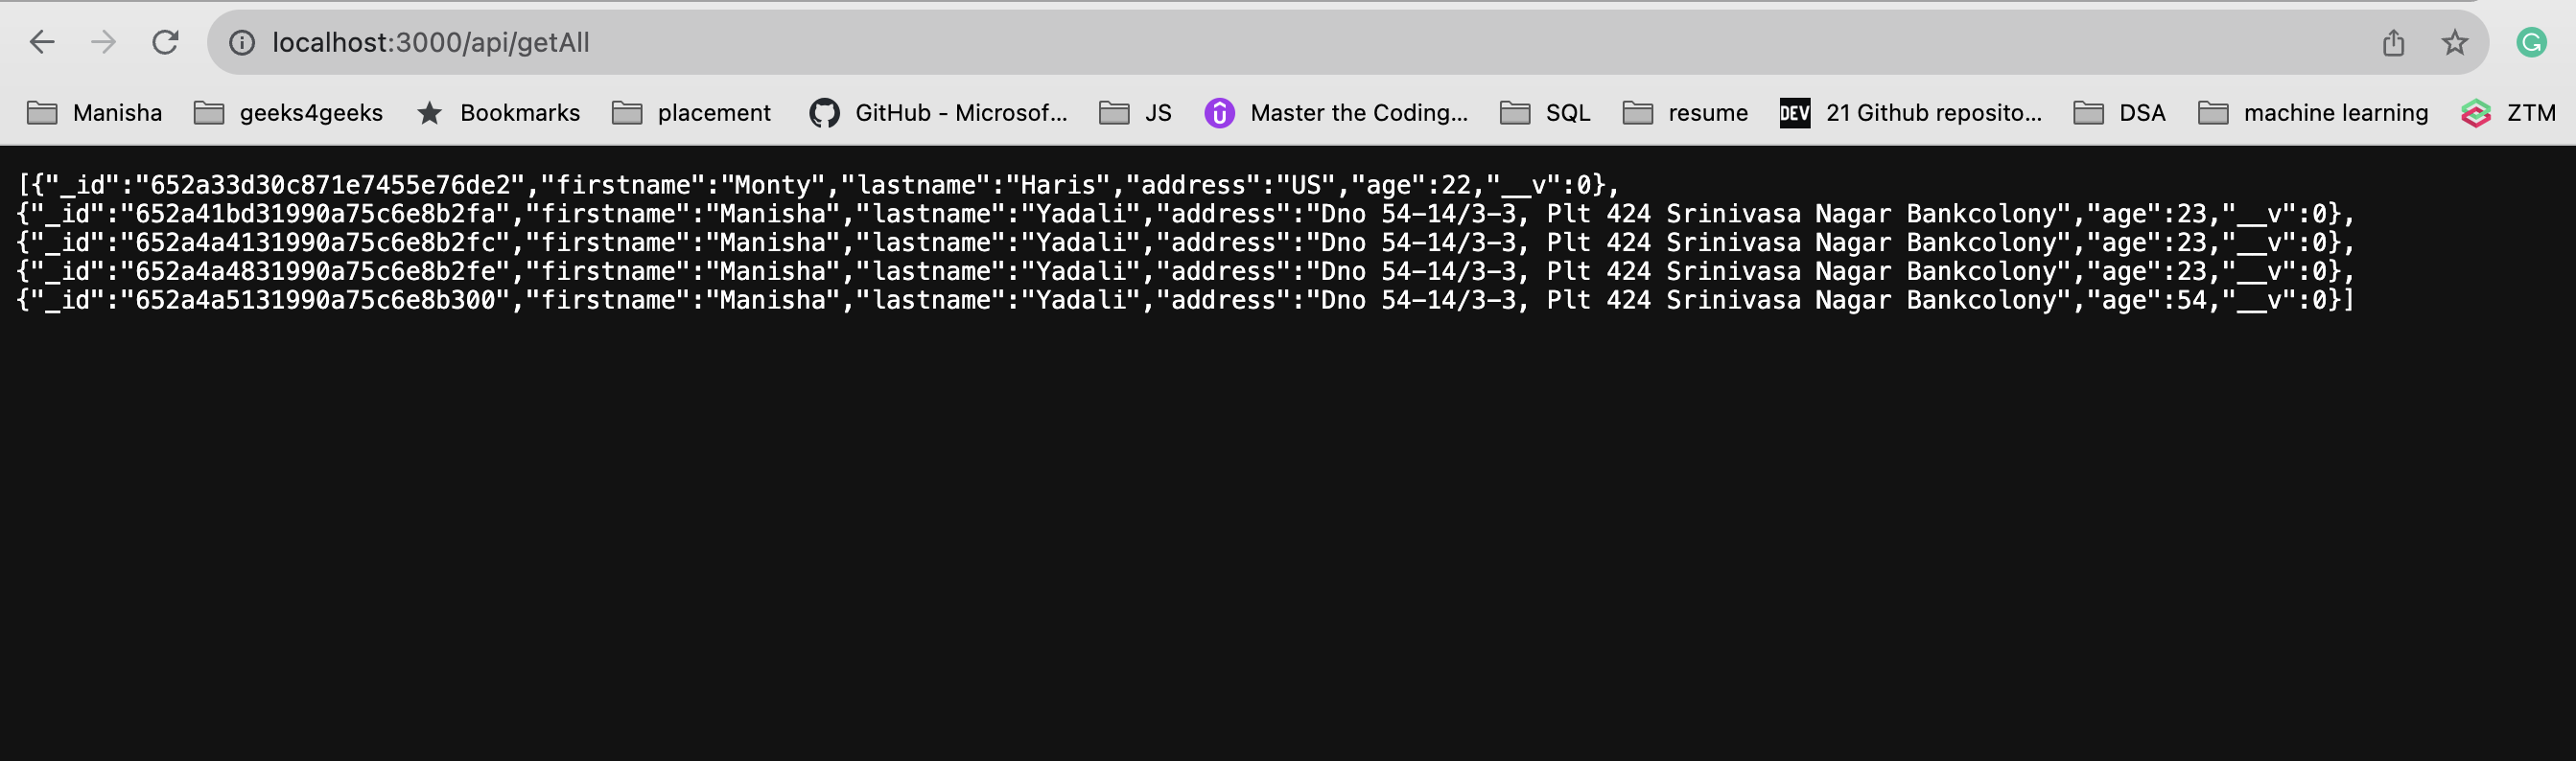 localhost:3000/api/getAll
Manisha geeks4geeks Bookmarks placement GitHub - Microsof... JS Master the Coding... SQL resume DEV 21 Github reposito... DSA machine learning ZTM
[{"_id":"652a33d30c871e7455e76de2","firstname":"Monty","lastname":"Haris","address":"US","age":22,"__v":0},
{"_id":"652a41bd31990a75c6e8b2fa","firstname":"Manisha","lastname":"Yadali","address":"Dno 54-14/3-3, Plt 424 Srinivasa Nagar Bankcolony","age":23,"__v":0},
{"_id":"652a4a4131990a75c6e8b2fc","firstname":"Manisha","lastname":"Yadali","address":"Dno 54-14/3-3, Plt 424 Srinivasa Nagar Bankcolony","age":23,"__v":0},
{"_id":"652a4a4831990a75c6e8b2fe","firstname":"Manisha","lastname":"Yadali","address":"Dno 54-14/3-3, Plt 424 Srinivasa Nagar Bankcolony","age":23,"__v":0},
{"_id":"652a4a5131990a75c6e8b300","firstname":"Manisha","lastname":"Yadali","address":"Dno 54-14/3-3, Plt 424 Srinivasa Nagar Bankcolony","age":54,"__v":0}]